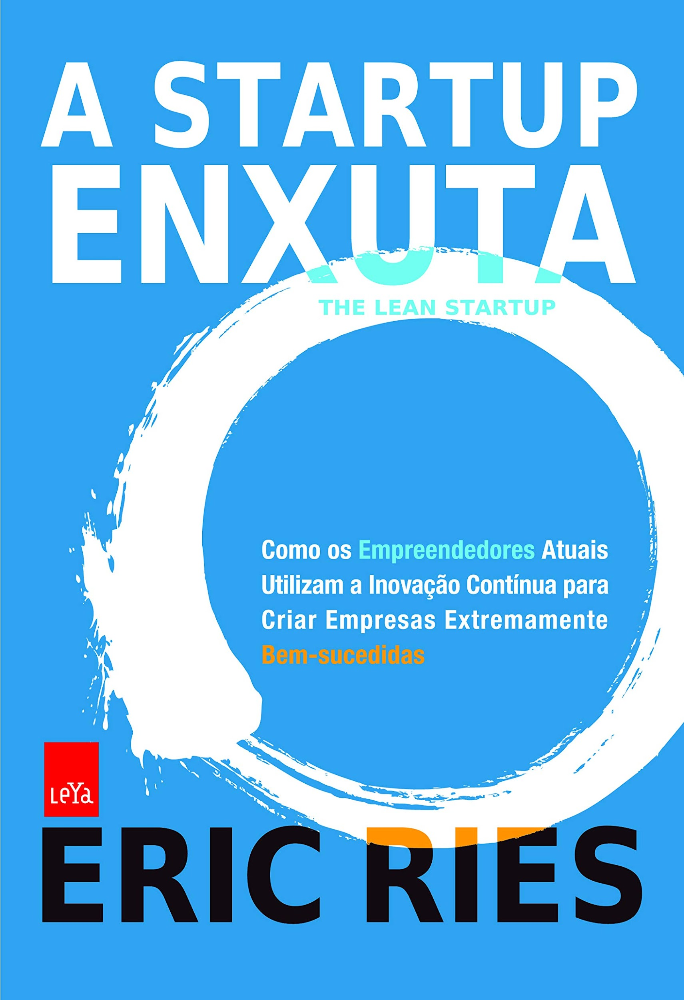 A STARTUP
ENXUTA
THE LEAN STARTUP
Como os Empreendedores Atuais
Utilizam a Inovação Contínua para
Criar Empresas Extremamente
Bem-sucedidas
LeYa
ERIC RIES